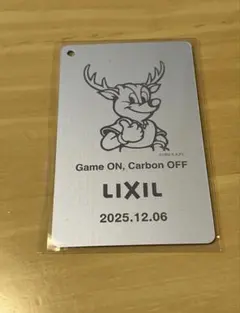 Game ON, Carbon OFF
LIXIL
2025.12.06